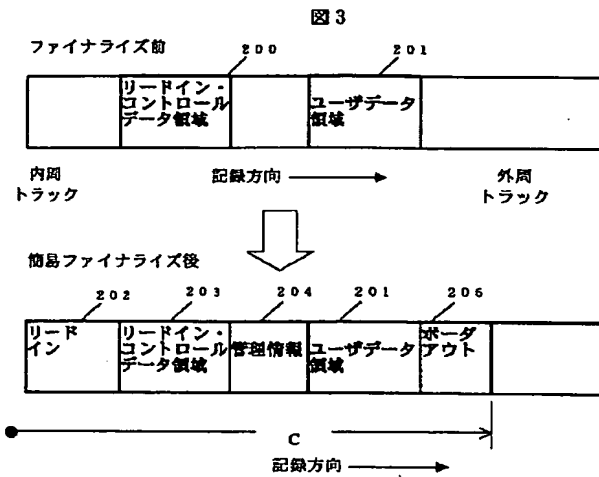 図3
ファイナライズ前
200
201
リードイン・
コントロール
データ領域
ユーザデータ
領域
内周
トラック
記録方向
外周
トラック
簡易ファイナライズ後
202
203
204
201
206
リード
イン
リードイン・
コントロール
データ領域
管理情報
ユーザデータ
領域
ボーダ
アウト
C
記録方向